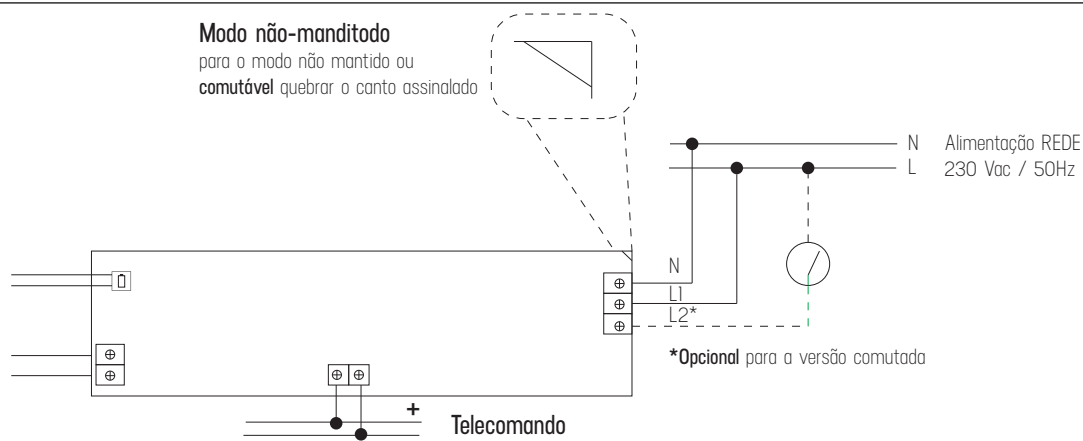 Modo não-manditodo
para o modo não mantido ou
comutável quebrar o canto assinalado
N Alimentação REDE
L 230 Vac / 50Hz
N
L1
L2*
*Opcional para a versão comutada
+
Telecomando